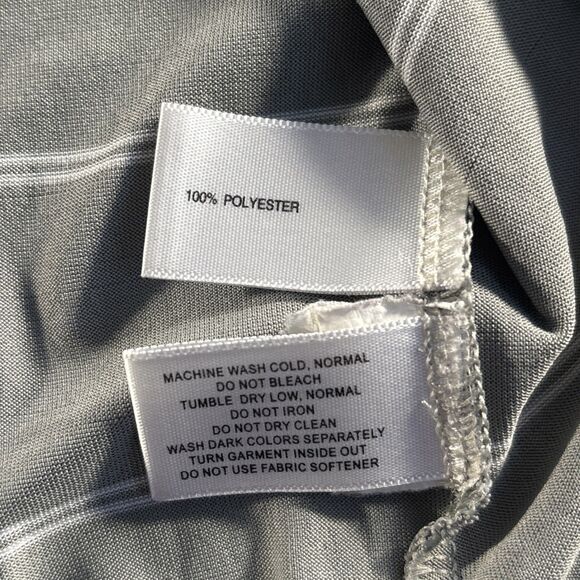 100% POLYESTER
MACHINE WASH COLD, NORMAL
DO NOT BLEACH
TUMBLE DRY LOW, NORMAL
DO NOT IRON
DO NOT DRY CLEAN
WASH DARK COLORS SEPARATELY
TURN GARMENT INSIDE OUT
DO NOT USE FABRIC SOFTENER